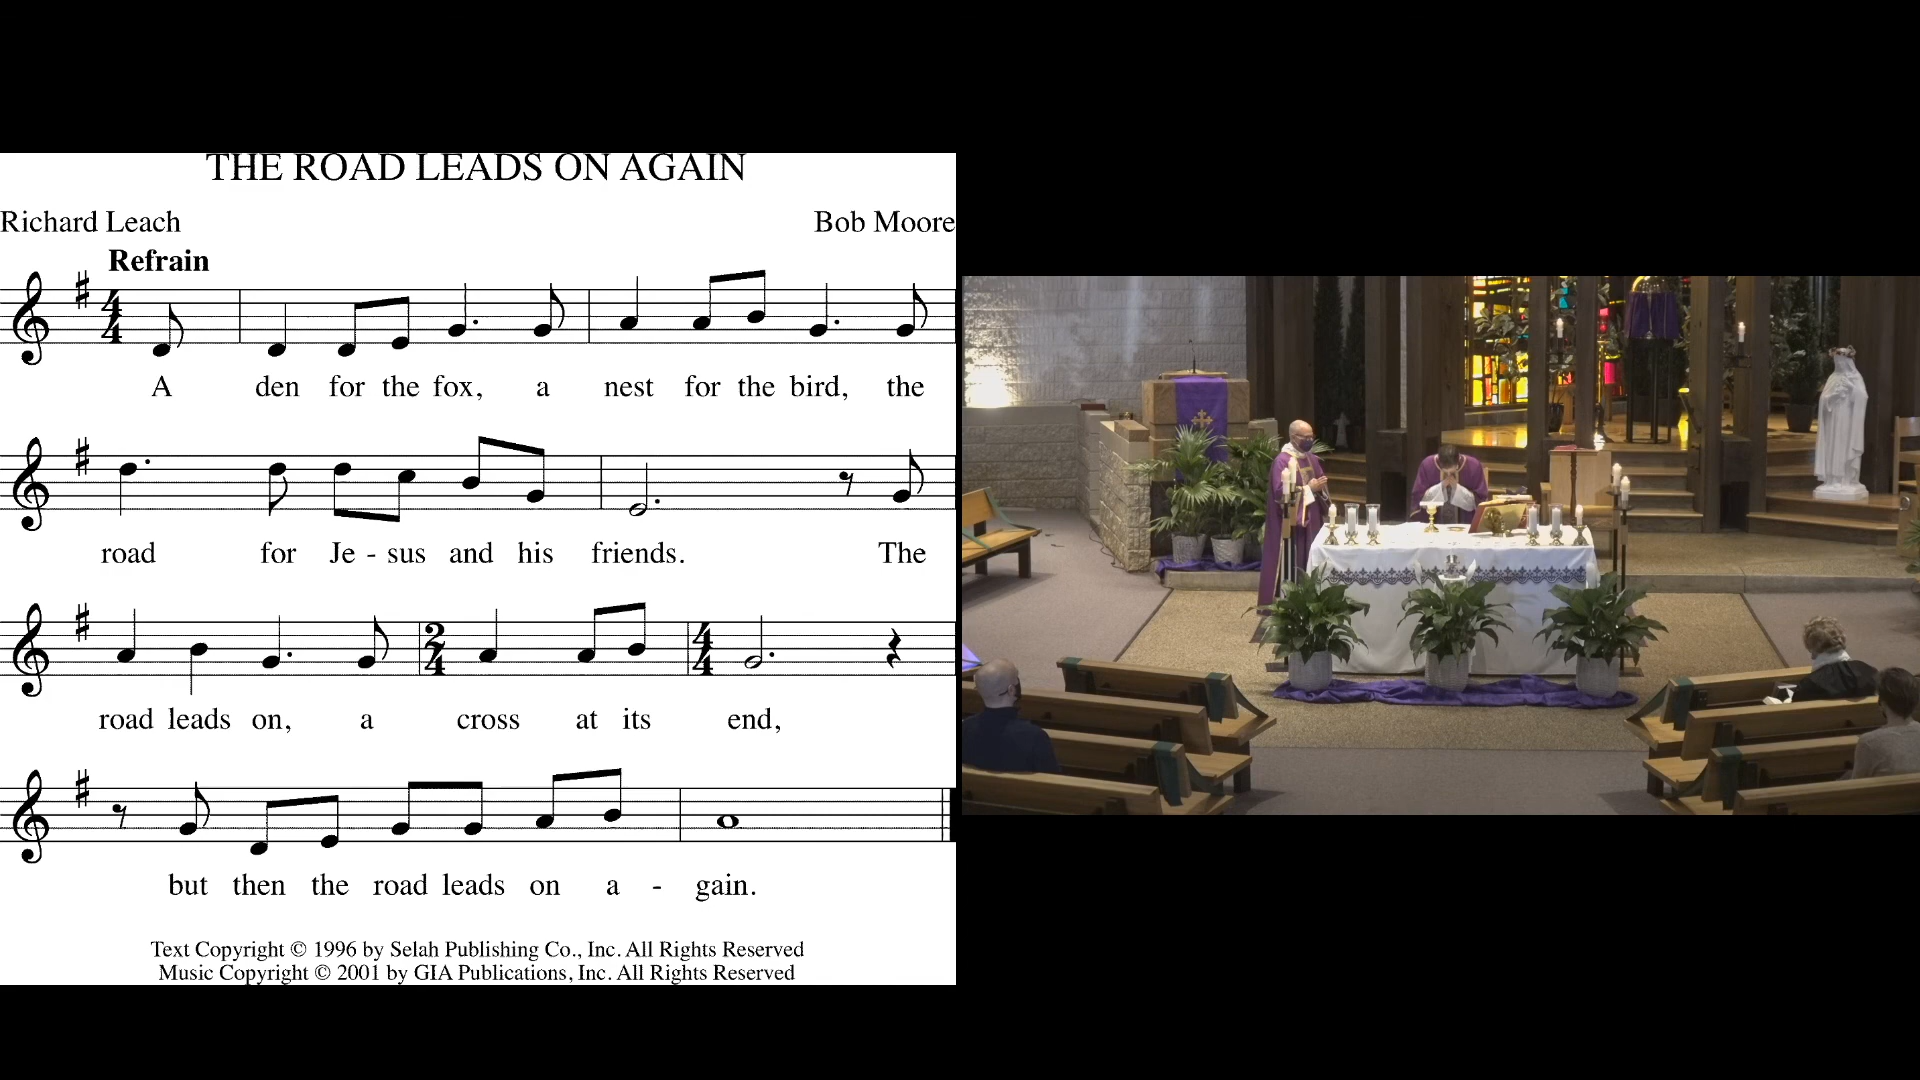 THE ROAD LEADS ON AGAIN
Richard Leach Bob Moore
Refrain
A den for the fox, a nest for the bird, the
road for Je - sus and his friends. The
road leads on, a cross at its end,
but then the road leads on a - gain.
Text Copyright © 1996 by Selah Publishing Co., Inc. All Rights Reserved
Music Copyright © 2001 by GIA Publications, Inc. All Rights Reserved